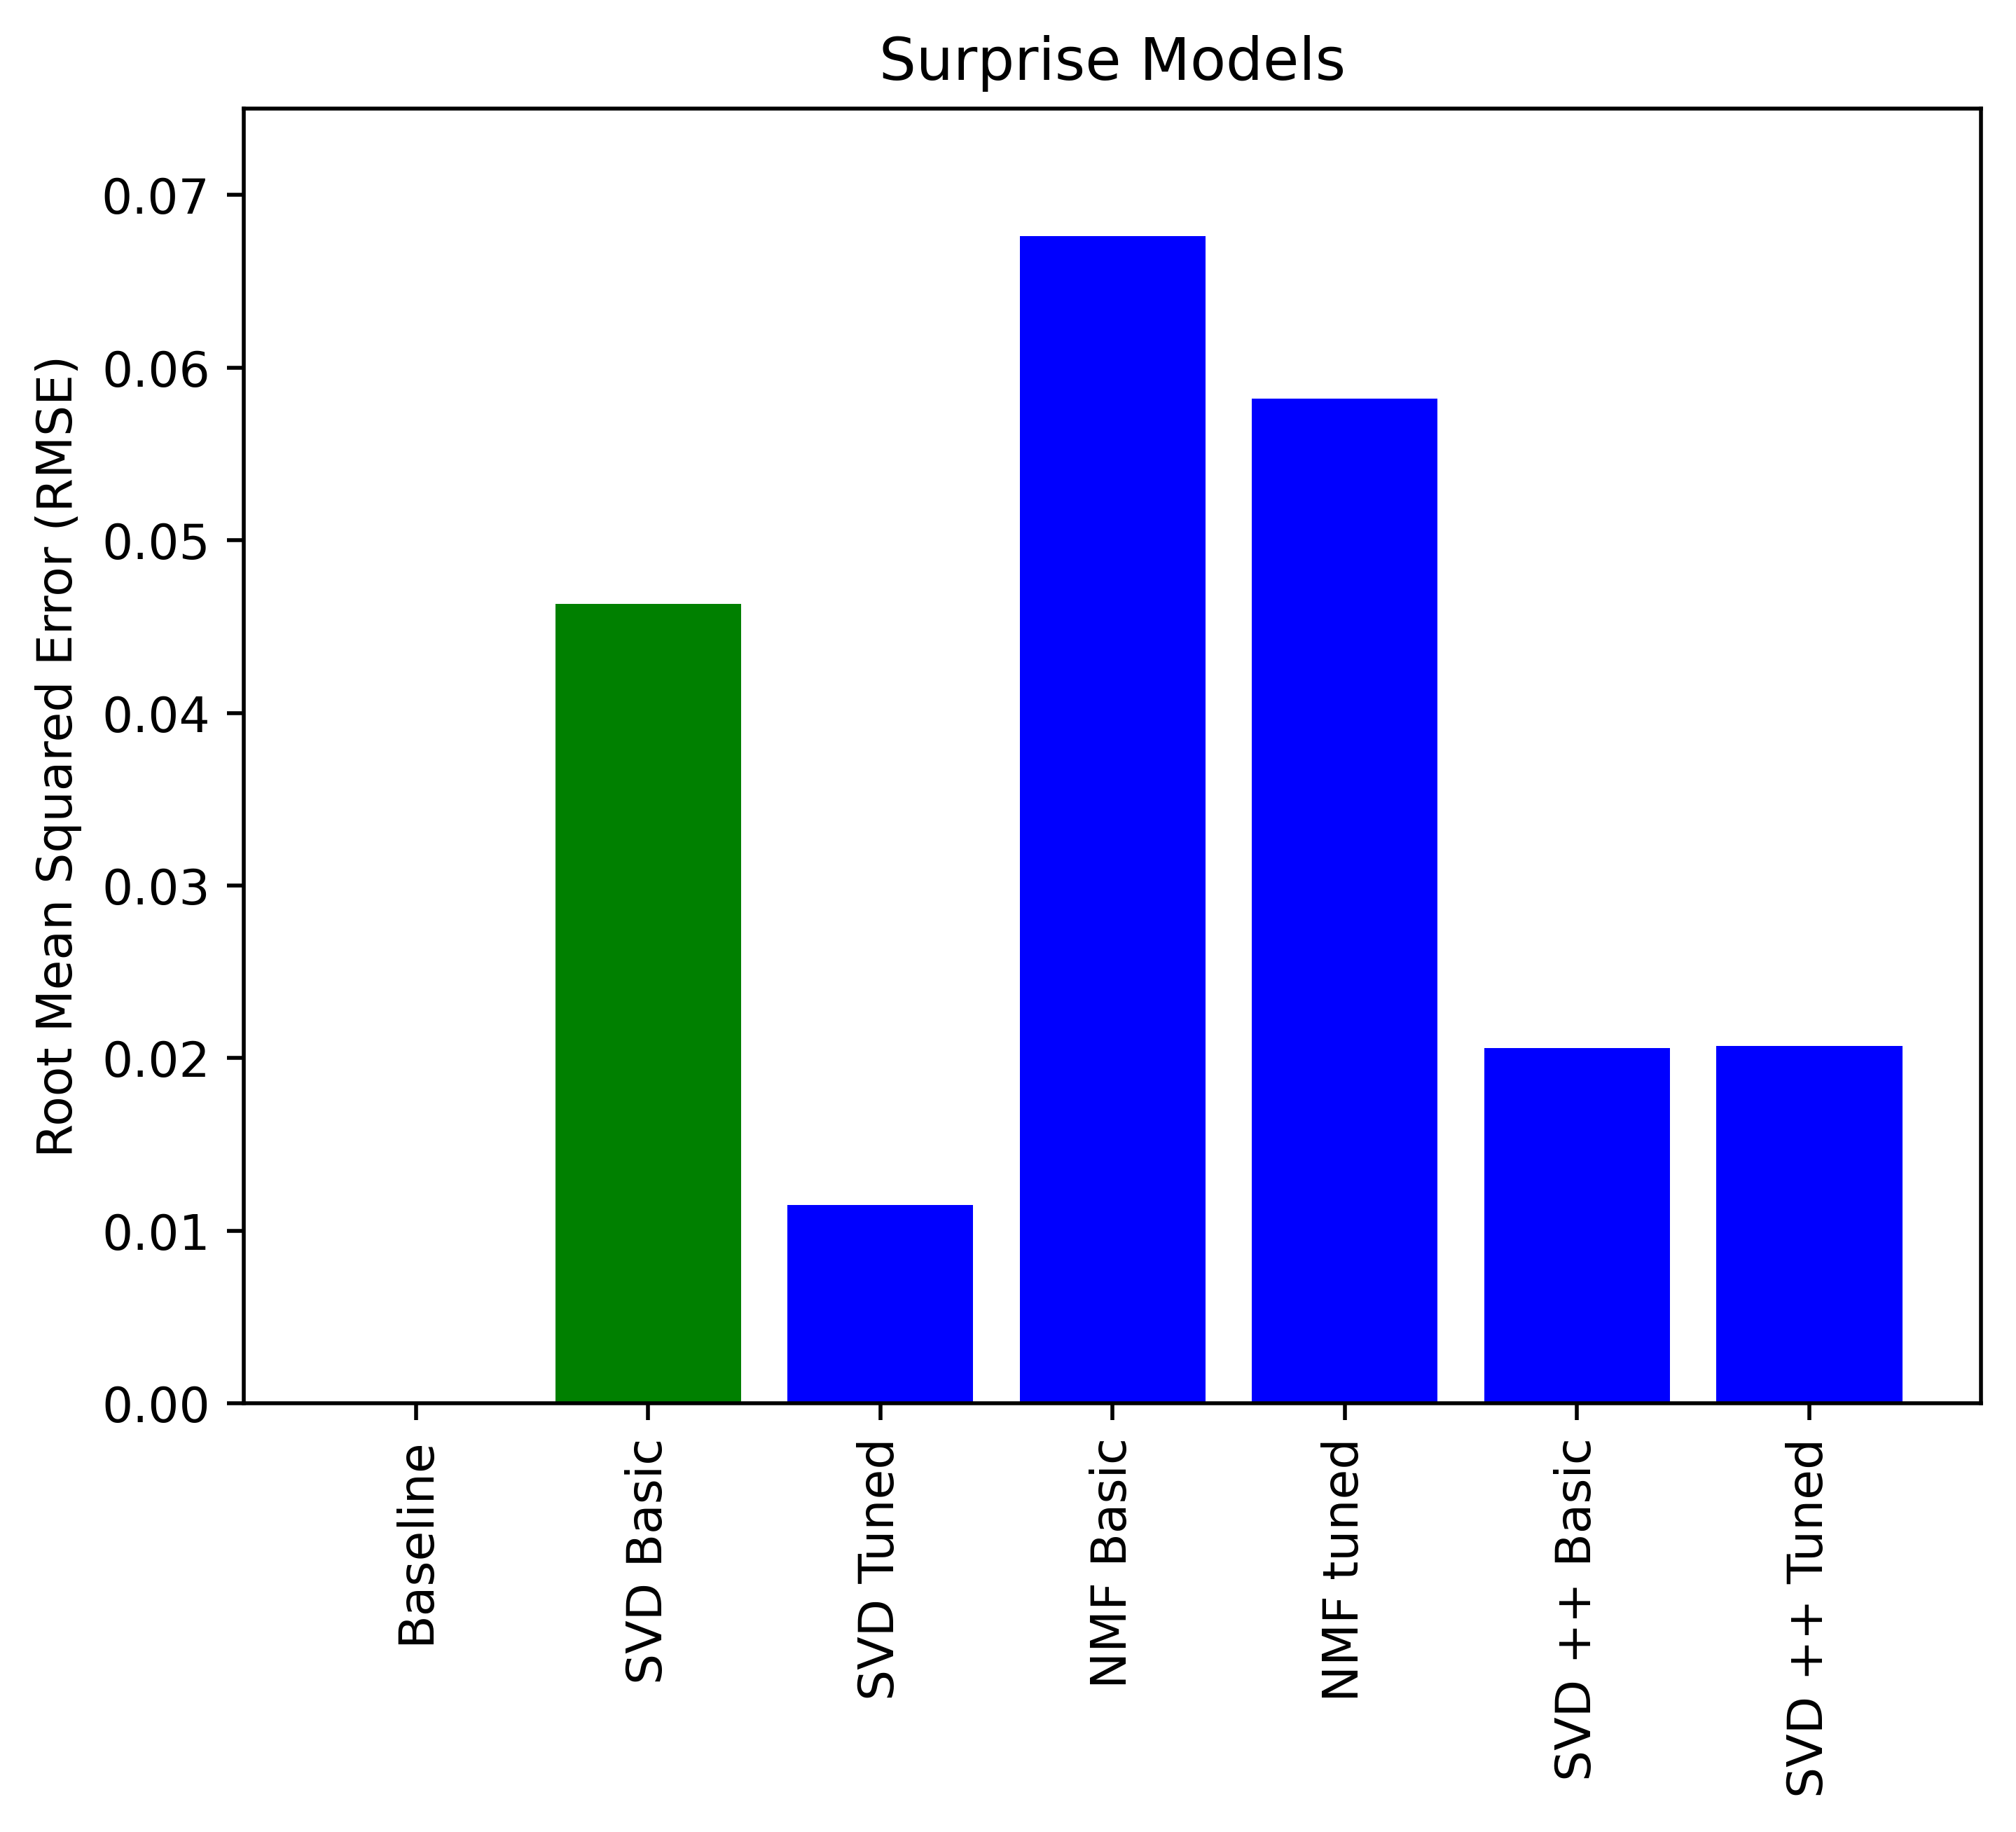 Surprise Models
Root Mean Squared Error (RMSE)
0.07
0.06
0.05
0.04
0.03
0.02
0.01
0.00
Baseline
SVD Basic
SVD Tuned
NMF Basic
NMF tuned
SVD ++ Basic
SVD ++ Tuned